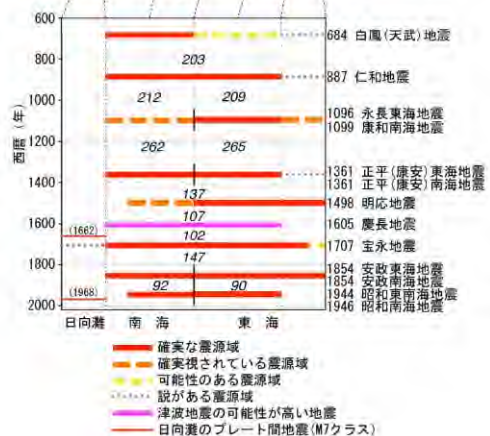 600
684 白鳳(天武)地震
203
800
887 仁和地震
212 209
1000
1096 永長東海地震
1099 康和南海地震
西暦(年)
1200
262 265
1361 正平(康安)東海地震
1361 正平(康安)南海地震
1400
137
1498 明応地震
107
1600
1605 慶長地震
(1662)
102
1707 宝永地震
147
1800
1854 安政東海地震
1854 安政南海地震
(1968)
92 90
1944 昭和東南海地震
1946 昭和南海地震
2000
日向灘 南 海 東 海
確実な震源域
確実視されている震源域
可能性のある震源域
説がある震源域
津波地震の可能性が高い地震
日向灘のプレート間地震(M7クラス)